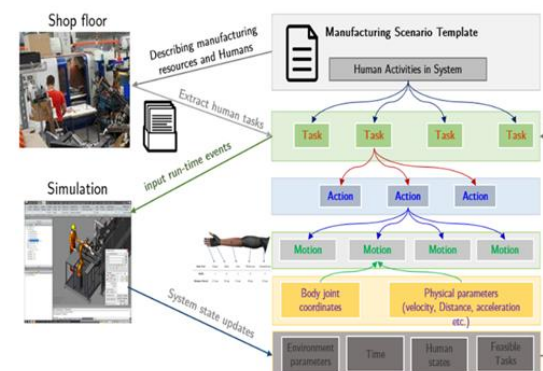 Shop floor
Describing manufacturing
resources and Humans
Manufacturing Scenario Template
Human Activities in System
Extract human tasks
Task
Task
Task
Task
input run-time events
Simulation
Action
Action
Action
Motion
Motion
Motion
Motion
Body joint
coordinates
Physical parameters
(velocity, Distance, acceleration
etc.)
System state updates
Environment
parameters
Time
Human
states
Feasible
Tasks